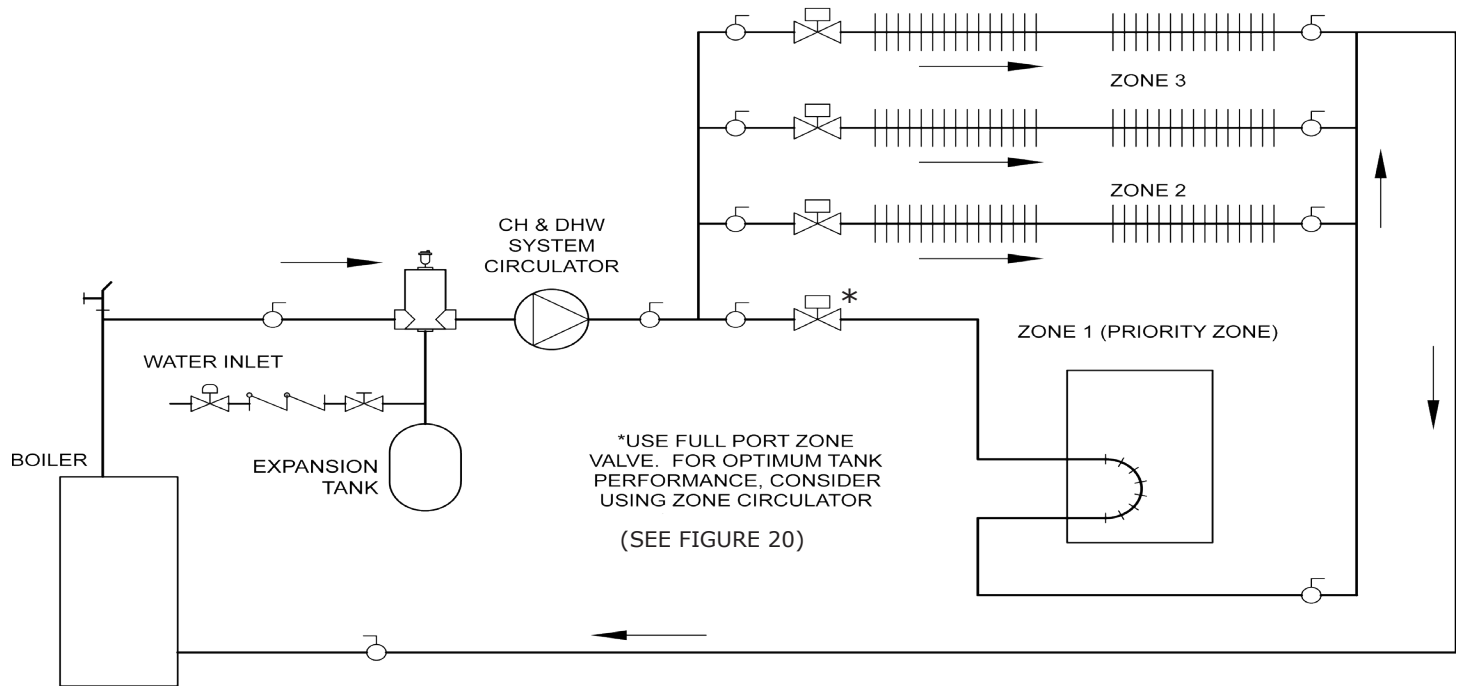 ZONE 3
ZONE 2
CH & DHW
SYSTEM
CIRCULATOR
*
ZONE 1 (PRIORITY ZONE)
WATER INLET
BOILER
EXPANSION
TANK
*USE FULL PORT ZONE
VALVE. FOR OPTIMUM TANK
PERFORMANCE, CONSIDER
USING ZONE CIRCULATOR
(SEE FIGURE 20)